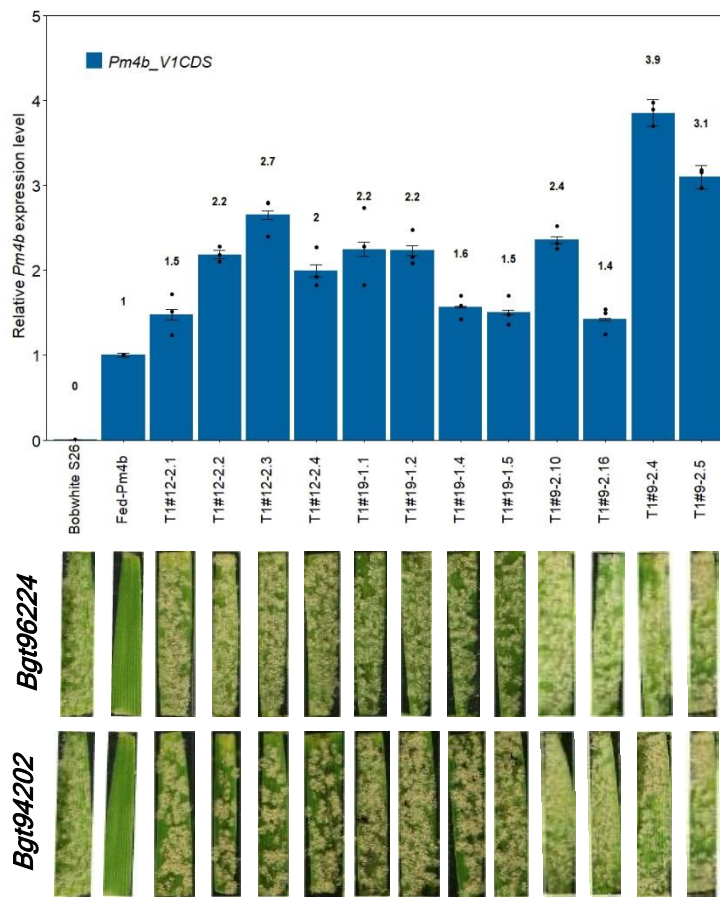 5
Pm4b_V1CDS
3.9
4
3.1
2.7
3
2.4
2.2
2.2
2.2
2
1.5
1.6
1.5
1.4
2
1
1
0
0
Relative Pm4b expression level
Bobwhite S26
Fed-Pm4b
T1#12-2.1
T1#12-2.2
T1#12-2.3
T1#12-2.4
T1#19-1.1
T1#19-1.2
T1#19-1.4
T1#19-1.5
T1#9-2.10
T1#9-2.16
T1#9-2.4
T1#9-2.5
Bgt96224
Bgt94202